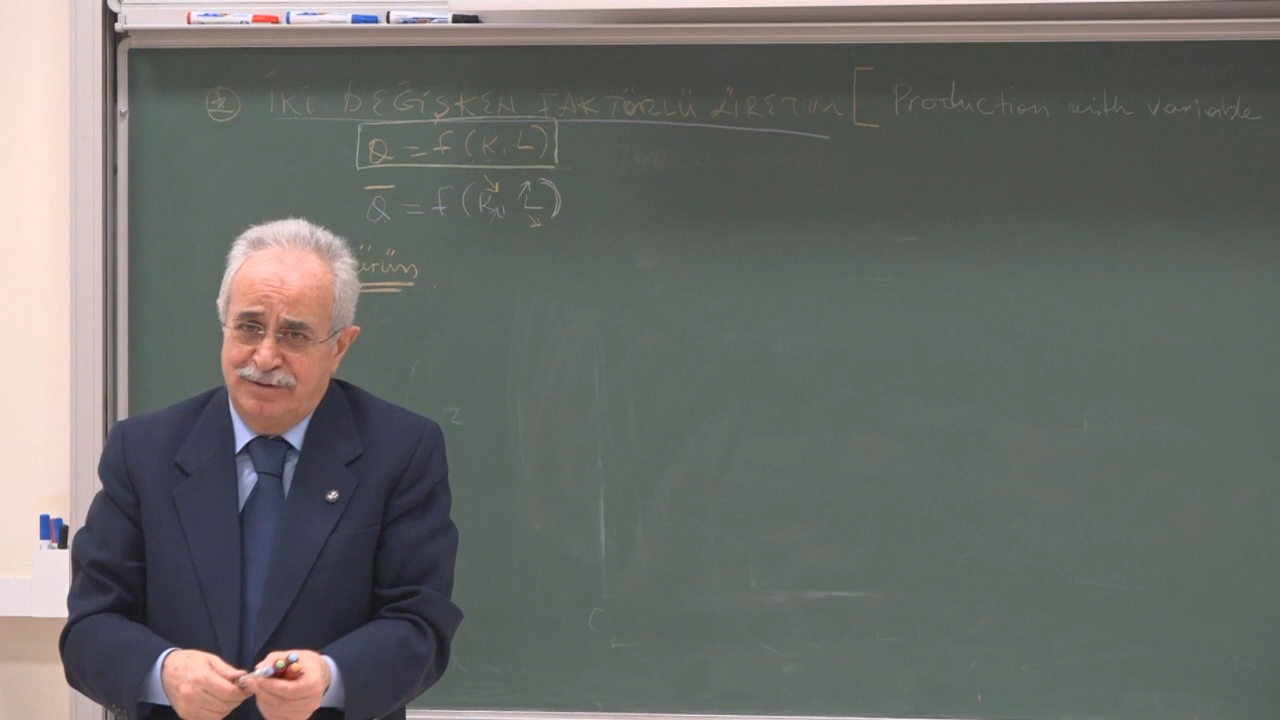 * İKİ DEĞİŞKEN FAKTÖRLÜ ÜRETİM [ Production with variable
Q = f (K, L)
Q = f (K, L)
ürün